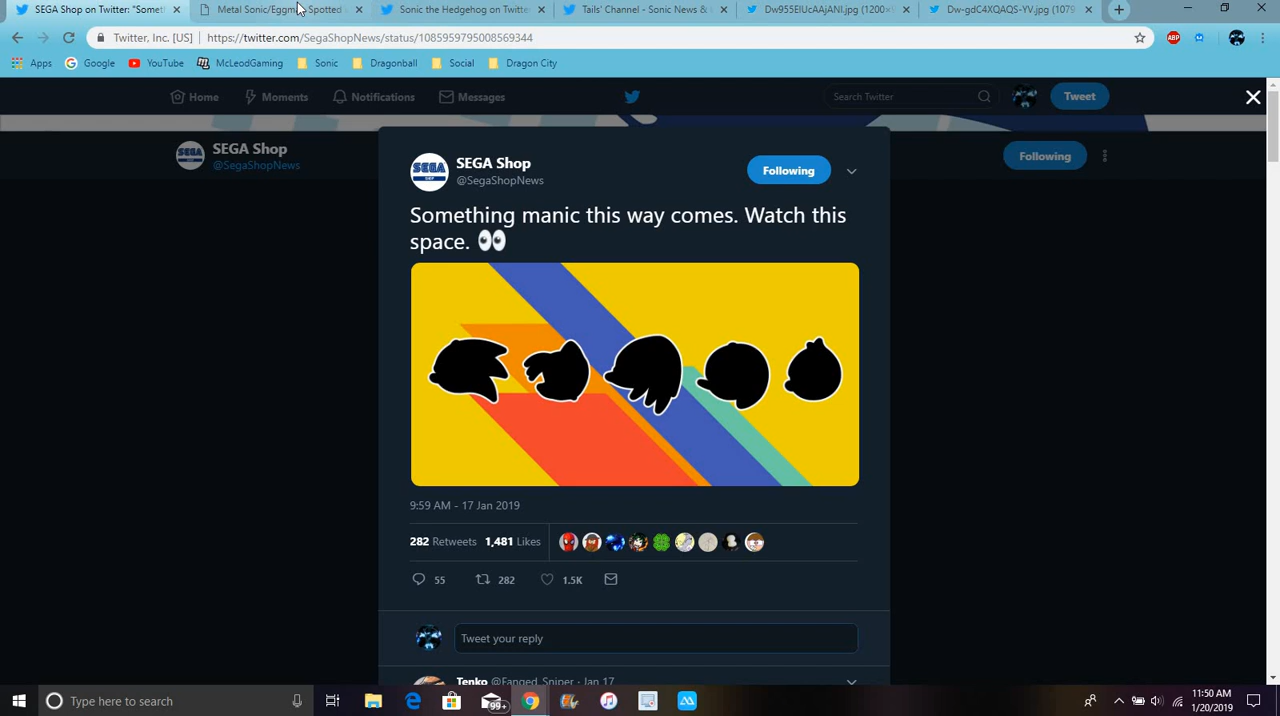 SEGA Shop on Twitter: "Someth
Metal Sonic/Eggm Spotted
Sonic the Hedgehog on Twitter
Tails' Channel - Sonic News &
Dw955EIUcAAjANI.jpg (1200×
Dw-gdC4XQAQS-YV.jpg (1079
Twitter, Inc. [US] https://twitter.com/SegaShopNews/status/1085959795008569344
ABP
Apps Google YouTube McLeodGaming Sonic Dragonball Social Dragon City
Home Moments Notifications Messages Search Twitter Tweet
SEGA Shop
@SegaShopNews
Following
SEGA
SEGA Shop
@SegaShopNews
Following
Something manic this way comes. Watch this
space. 👀
9:59 AM - 17 Jan 2019
282 Retweets 1,481 Likes
55 282 1.5K
Tweet your reply
Tenko @Fanged_Sniper - Jan 17
Type here to search
99+
11:50 AM
1/20/2019